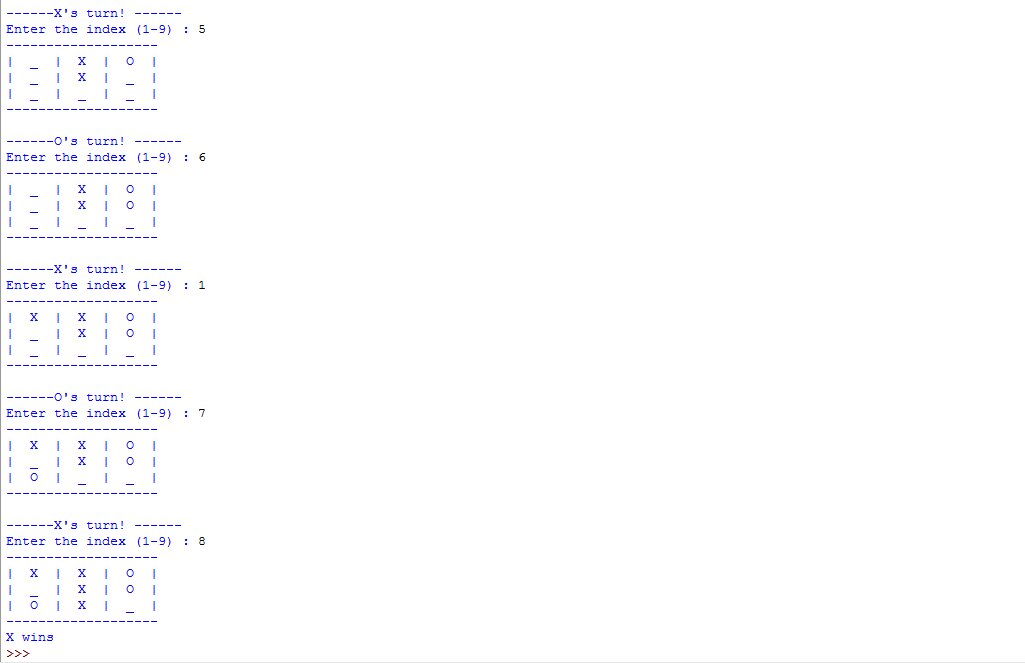 ------X's turn! ------
Enter the index (1-9) : 5
-------------------
|  _  |  X  |  O  |
|  _  |  X  |  _  |
|  _  |  _  |  _  |
-------------------

------O's turn! ------
Enter the index (1-9) : 6
-------------------
|  _  |  X  |  O  |
|  _  |  X  |  O  |
|  _  |  _  |  _  |
-------------------

------X's turn! ------
Enter the index (1-9) : 1
-------------------
|  X  |  X  |  O  |
|  _  |  X  |  O  |
|  _  |  _  |  _  |
-------------------

------O's turn! ------
Enter the index (1-9) : 7
-------------------
|  X  |  X  |  O  |
|  _  |  X  |  O  |
|  O  |  _  |  _  |
-------------------

------X's turn! ------
Enter the index (1-9) : 8
-------------------
|  X  |  X  |  O  |
|  _  |  X  |  O  |
|  O  |  X  |  _  |
-------------------
X wins
>>>